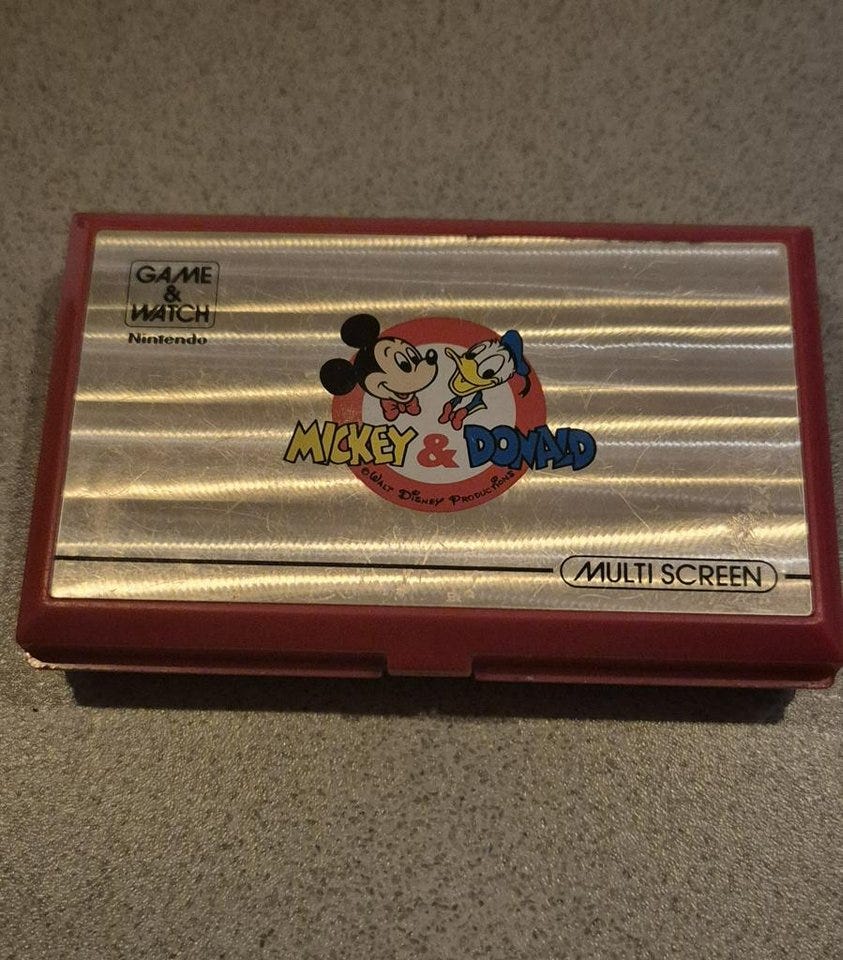 GAME
&
WATCH
Nintendo
MICKEY & DONALD
© WALT DISNEY PRODUCTIONS
MULTI SCREEN